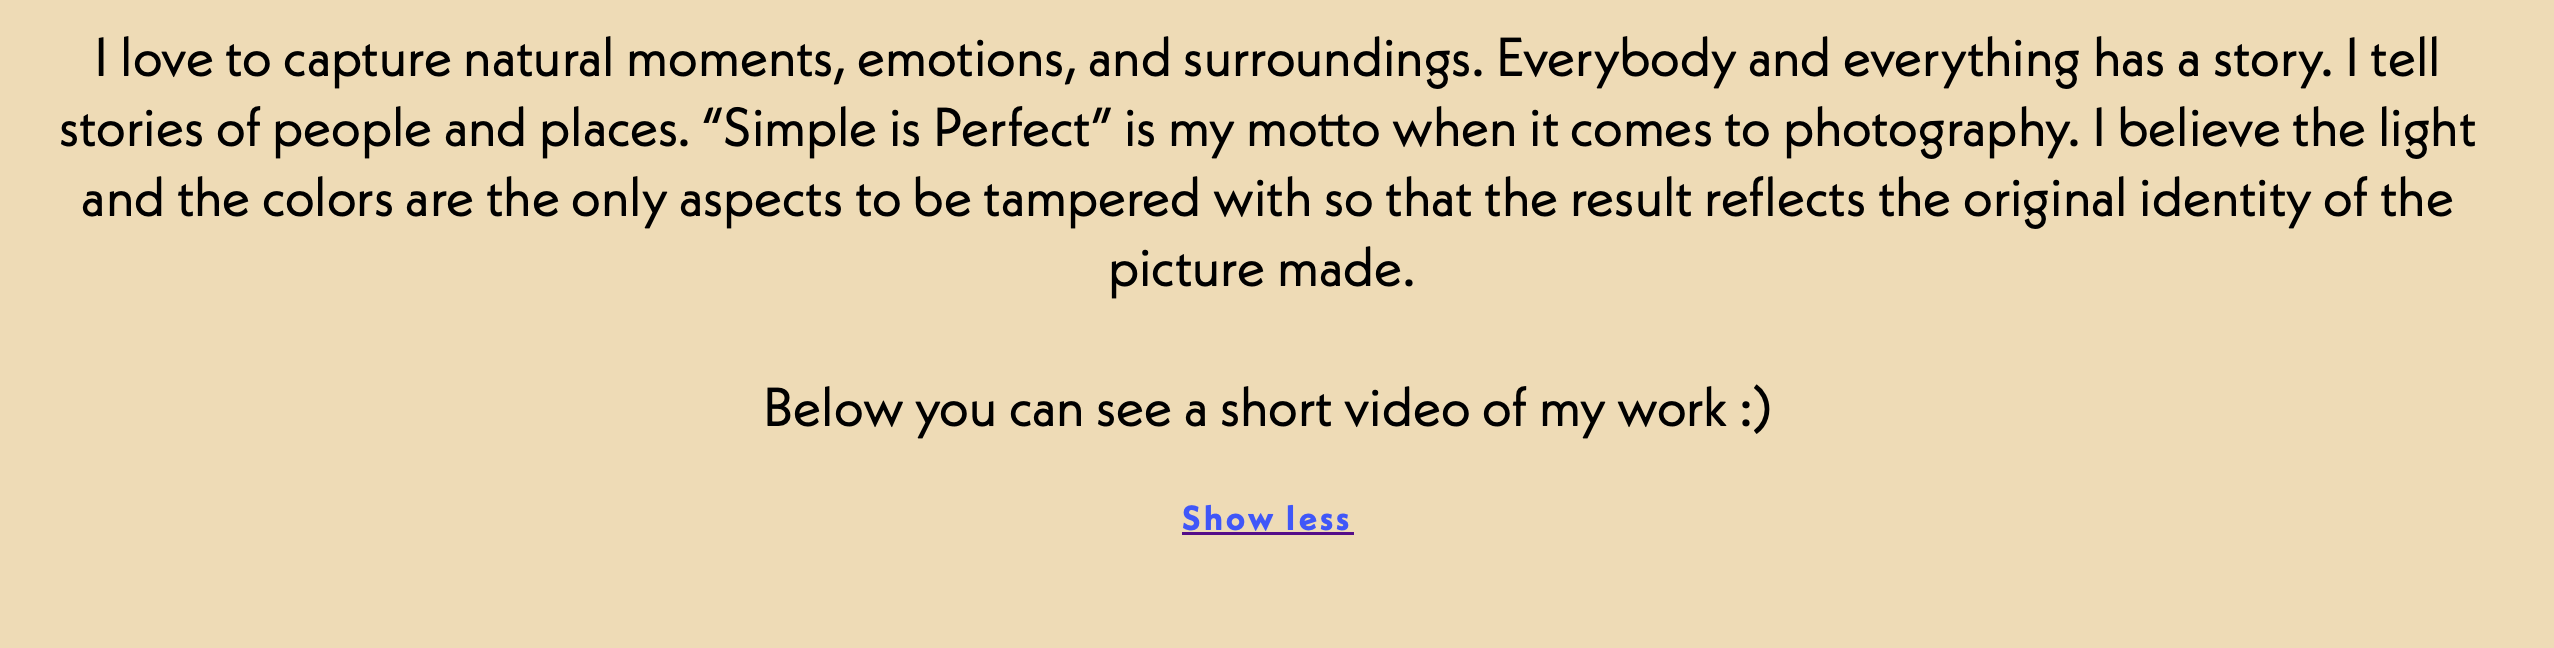 I love to capture natural moments, emotions, and surroundings. Everybody and everything has a story. I tell
stories of people and places. “Simple is Perfect” is my motto when it comes to photography. I believe the light
and the colors are the only aspects to be tampered with so that the result reflects the original identity of the
picture made.
Below you can see a short video of my work :)
Show less